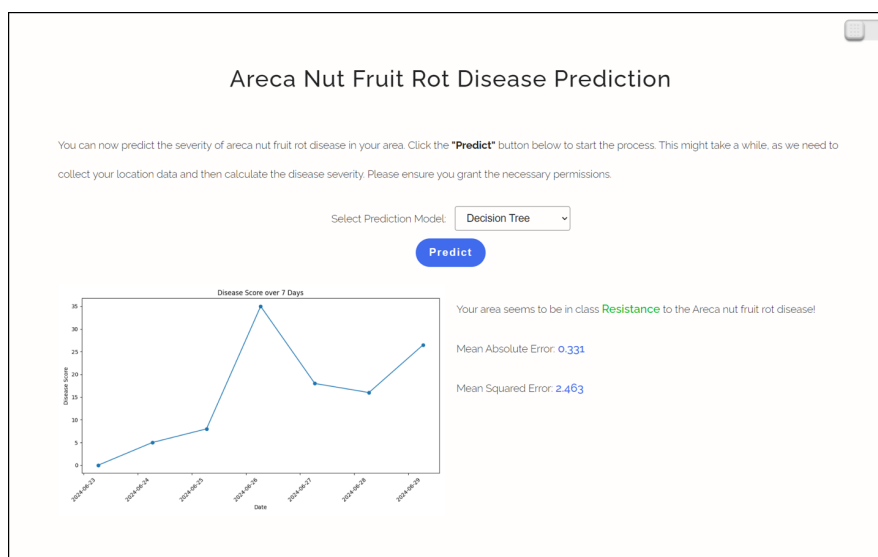 Areca Nut Fruit Rot Disease Prediction
You can now predict the severity of areca nut fruit rot disease in your area. Click the "Predict" button below to start the process. This might take a while, as we need to
collect your location data and then calculate the disease severity. Please ensure you grant the necessary permissions.
Select Prediction Model: Decision Tree
Predict
Disease Score over 7 Days
35
30
25
20
15
10
5
0
Disease Score
2024-06-23
2024-06-24
2024-06-25
2024-06-26
2024-06-27
2024-06-28
2024-06-29
Date
Your area seems to be in class Resistance to the Areca nut fruit rot disease!
Mean Absolute Error: 0.331
Mean Squared Error: 2.463